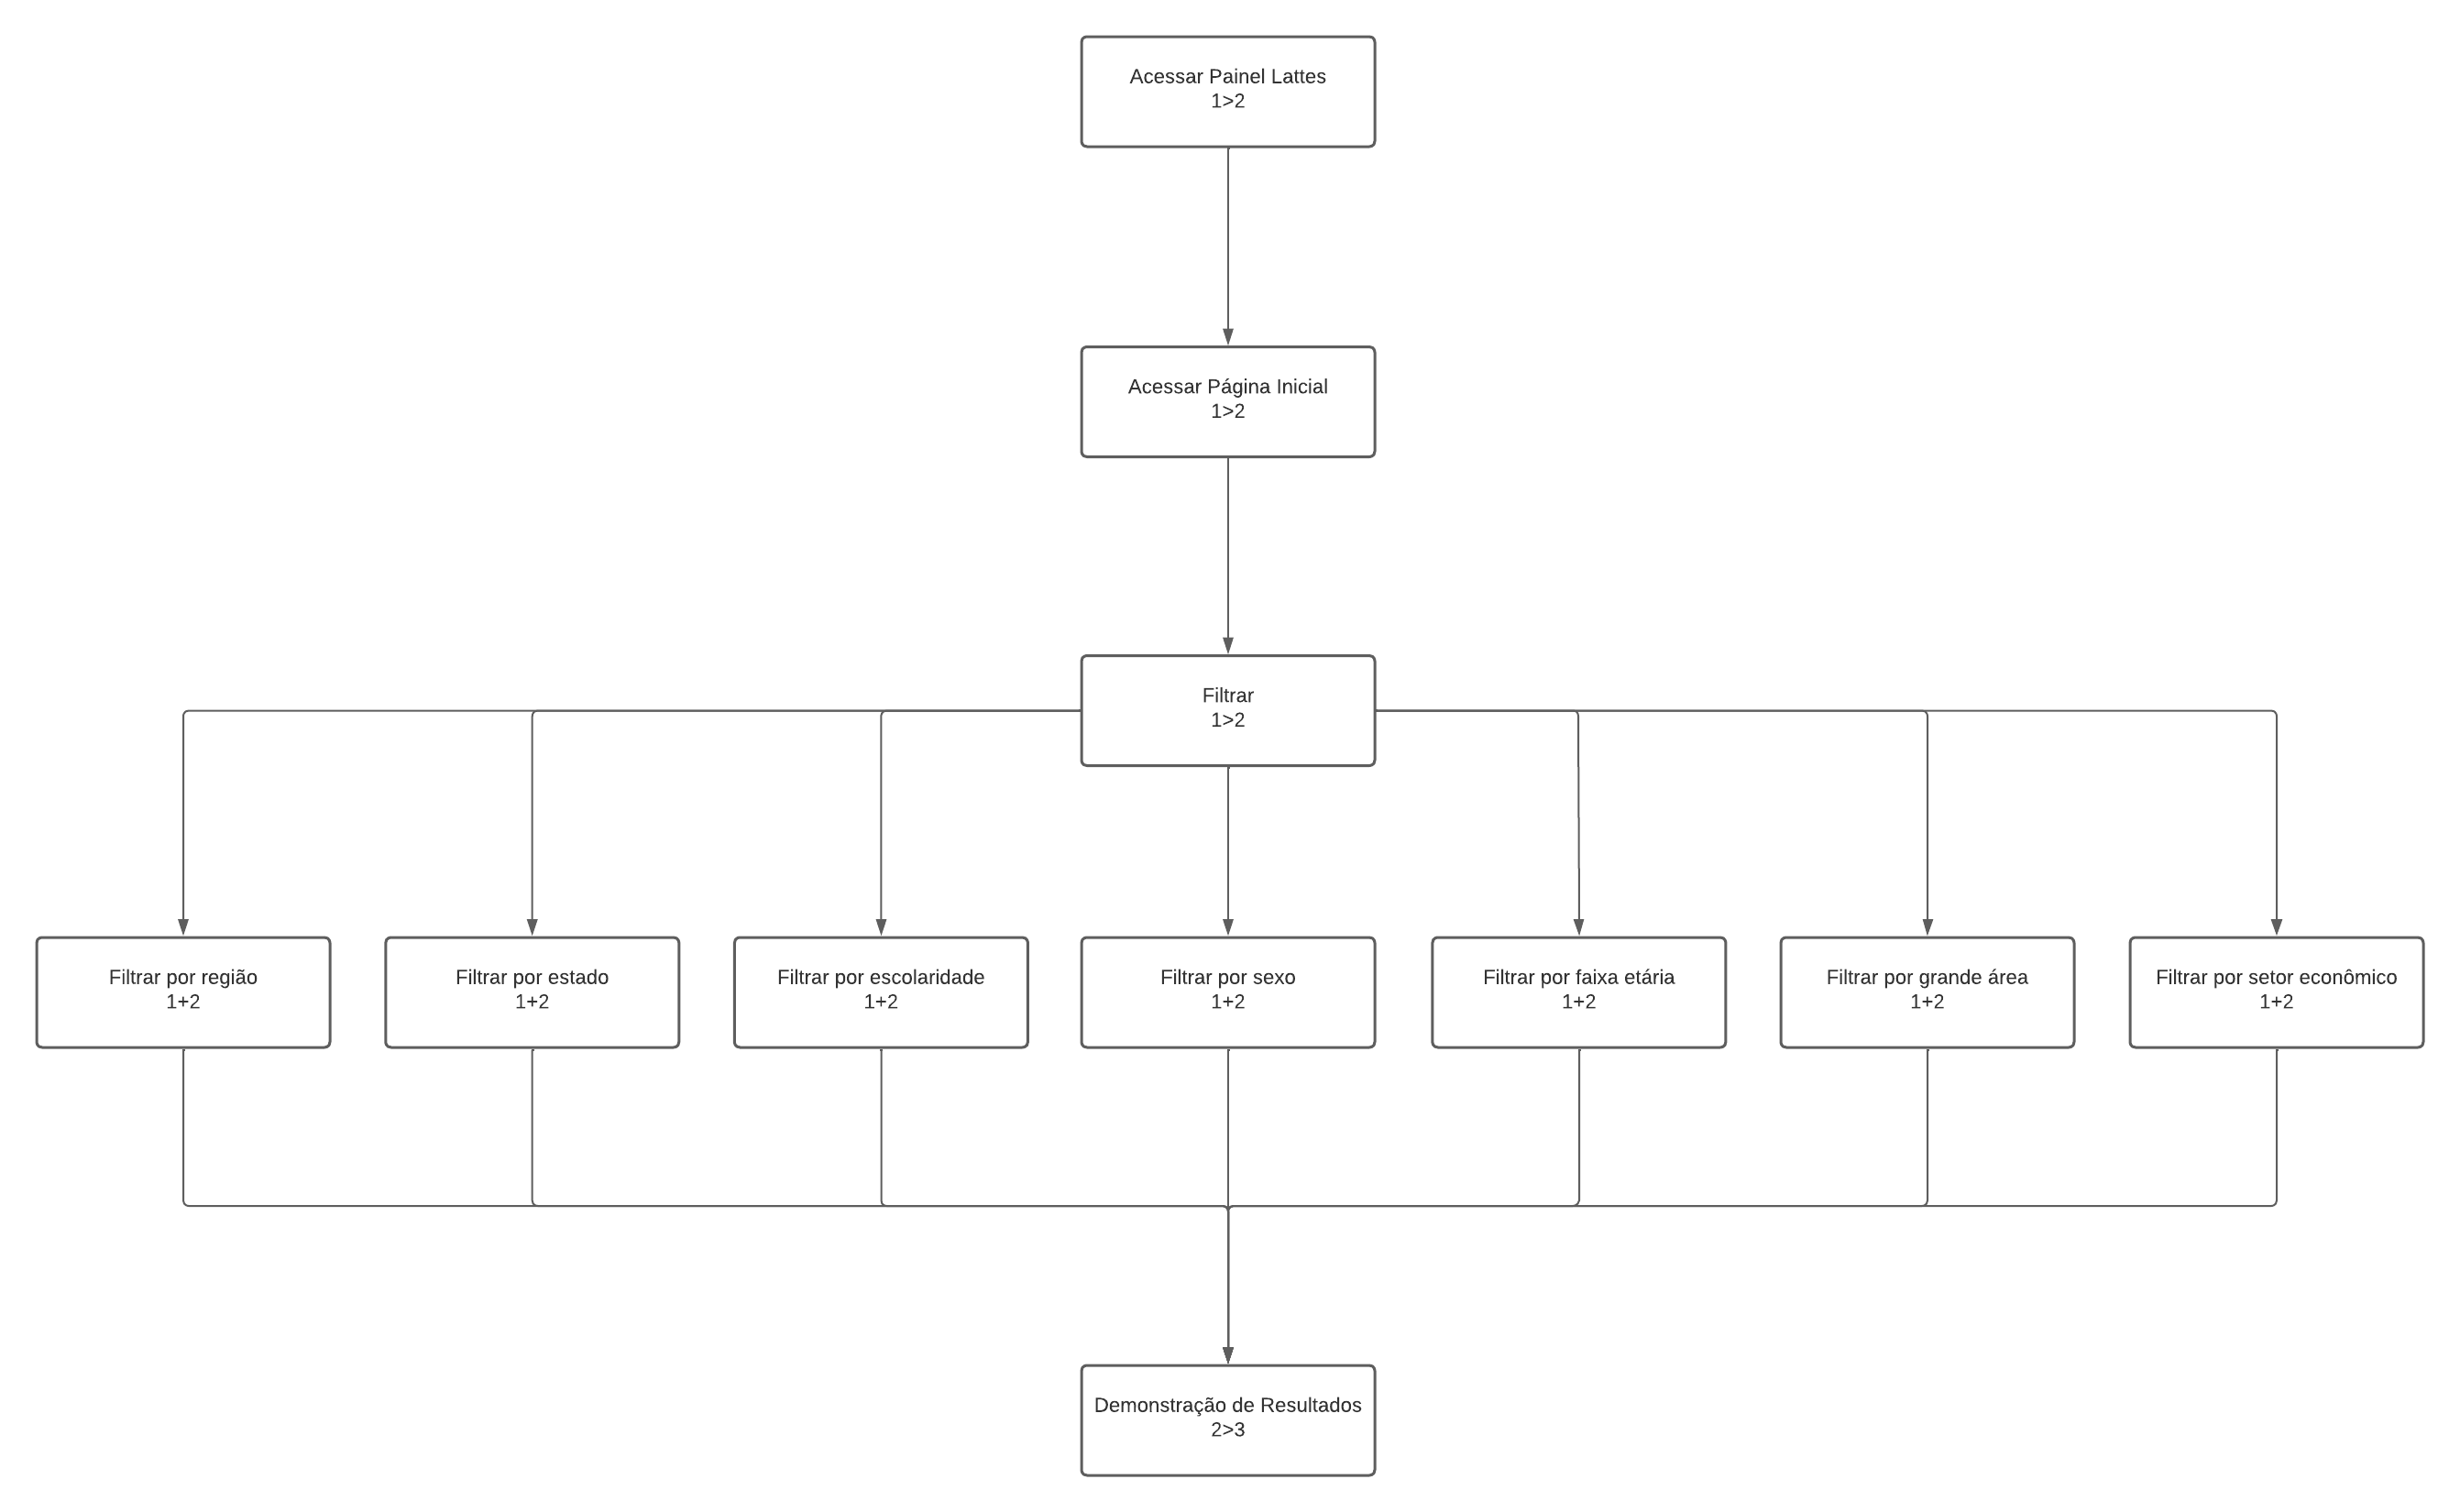 Acessar Painel Lattes
1>2
Acessar Página Inicial
1>2
Filtrar
1>2
Filtrar por região
1+2
Filtrar por estado
1+2
Filtrar por escolaridade
1+2
Filtrar por sexo
1+2
Filtrar por faixa etária
1+2
Filtrar por grande área
1+2
Filtrar por setor econômico
1+2
Demonstração de Resultados
2>3